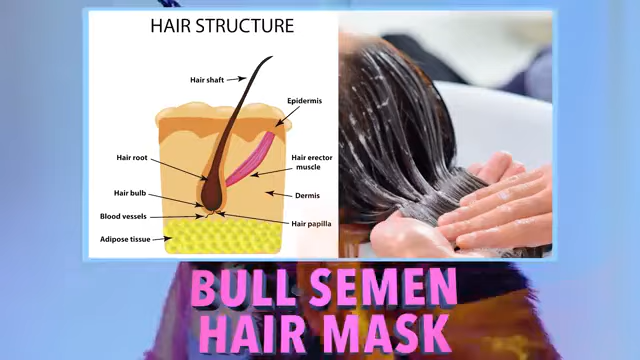 HAIR STRUCTURE
Hair shaft
Epidermis
Hair root
Hair erector
muscle
Hair bulb
Dermis
Blood vessels
Hair papilla
Adipose tissue
BULL SEMEN
HAIR MASK